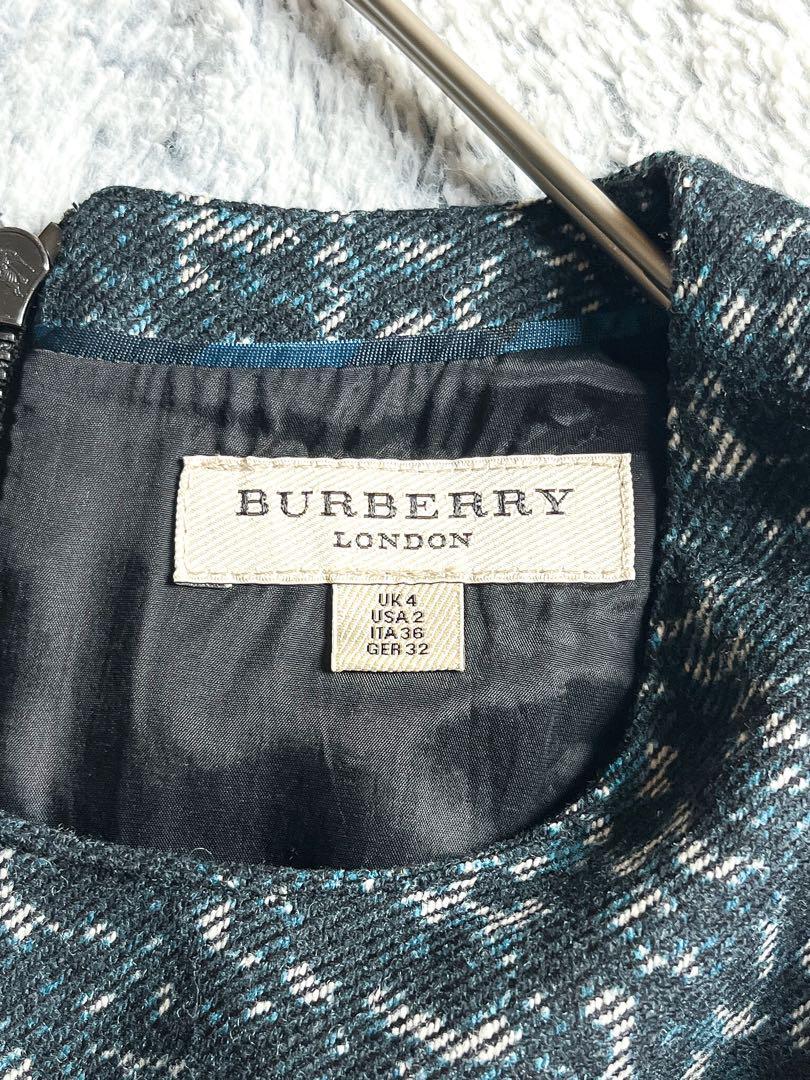 BURBERRY
LONDON
UK 4
USA 2
ITA 36
GER 32